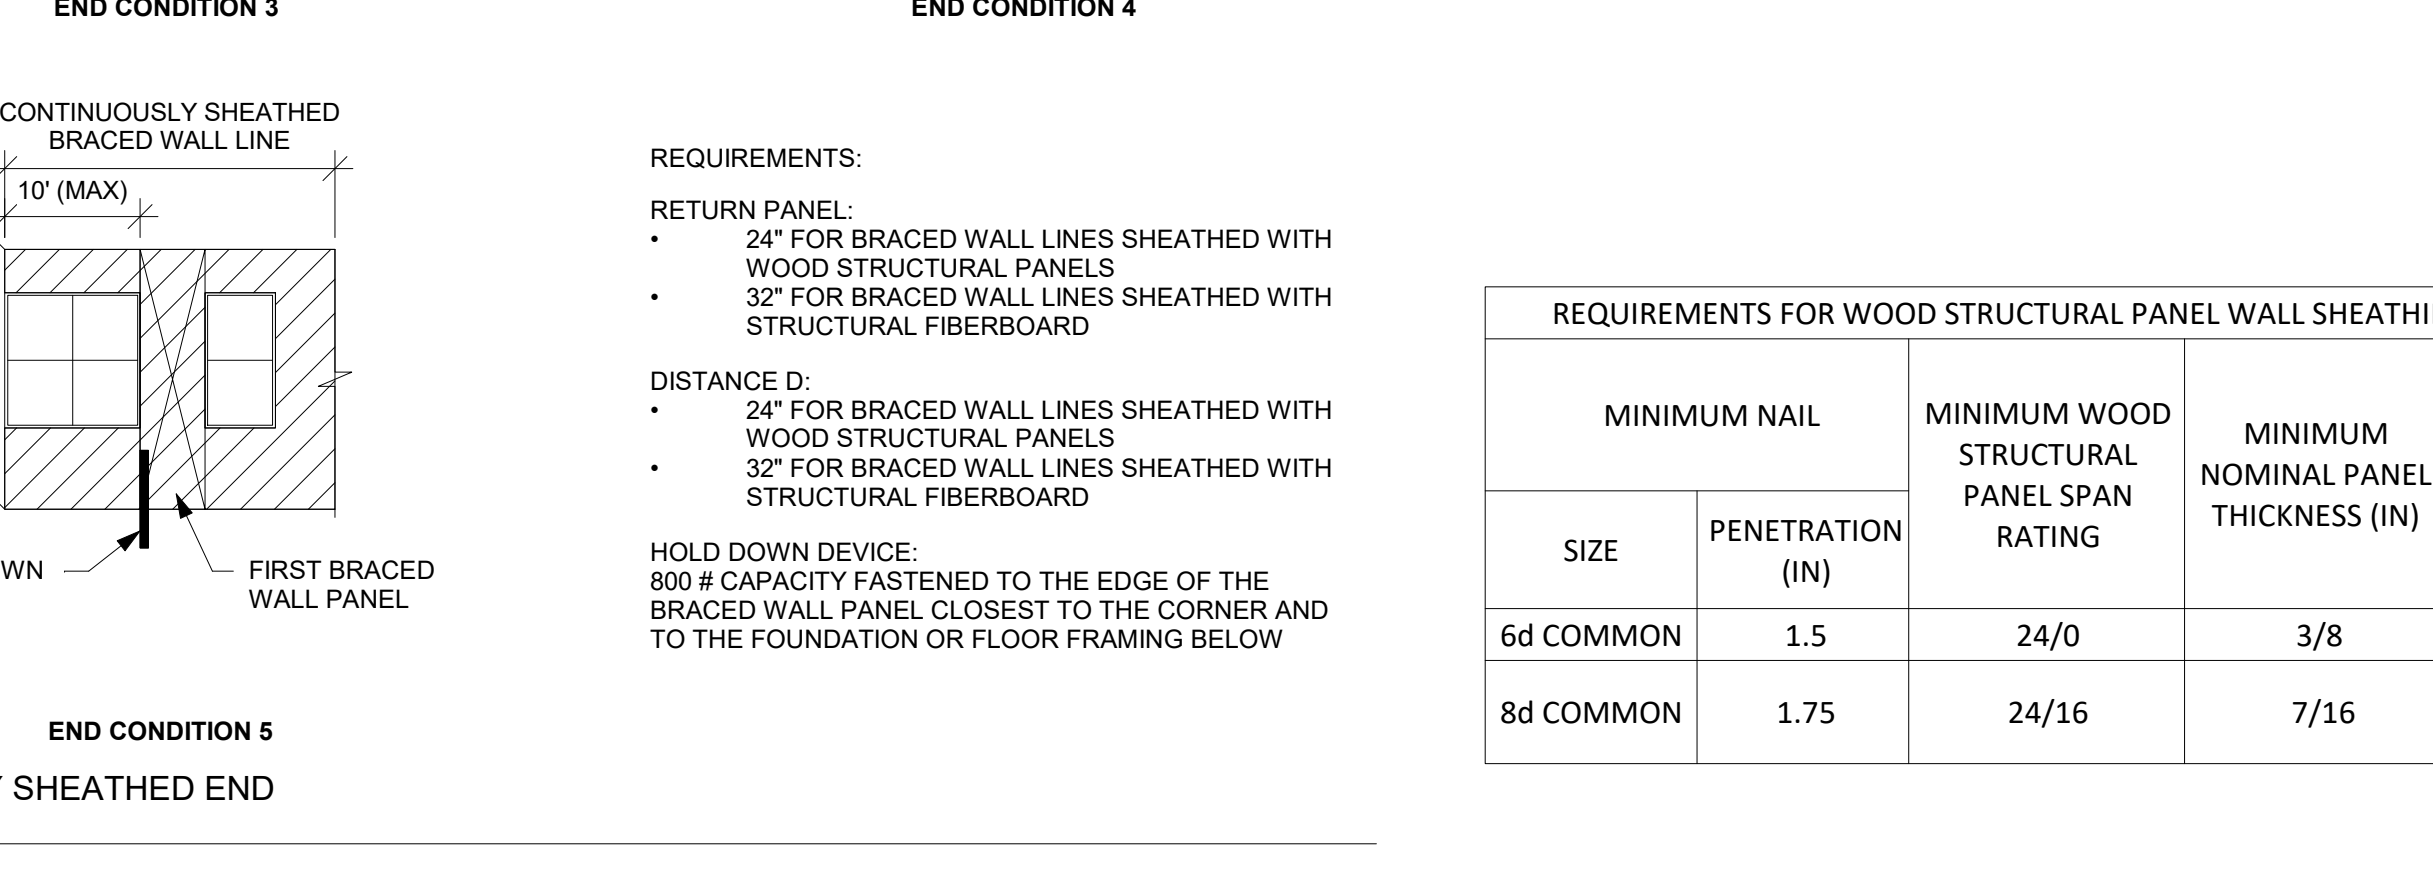 END CONDITION 3
END CONDITION 4
CONTINUOUSLY SHEATHED
BRACED WALL LINE
10' (MAX)
WN
FIRST BRACED
WALL PANEL
END CONDITION 5
SHEATHED END
REQUIREMENTS:
RETURN PANEL:
• 24" FOR BRACED WALL LINES SHEATHED WITH
WOOD STRUCTURAL PANELS
• 32" FOR BRACED WALL LINES SHEATHED WITH
STRUCTURAL FIBERBOARD
DISTANCE D:
• 24" FOR BRACED WALL LINES SHEATHED WITH
WOOD STRUCTURAL PANELS
• 32" FOR BRACED WALL LINES SHEATHED WITH
STRUCTURAL FIBERBOARD
HOLD DOWN DEVICE:
800 # CAPACITY FASTENED TO THE EDGE OF THE
BRACED WALL PANEL CLOSEST TO THE CORNER AND
TO THE FOUNDATION OR FLOOR FRAMING BELOW
REQUIREMENTS FOR WOOD STRUCTURAL PANEL WALL SHEATHI
MINIMUM NAIL
MINIMUM WOOD
STRUCTURAL
PANEL SPAN
RATING
MINIMUM
NOMINAL PANEL
THICKNESS (IN)
SIZE
PENETRATION
(IN)
6d COMMON 1.5 24/0 3/8
8d COMMON 1.75 24/16 7/16